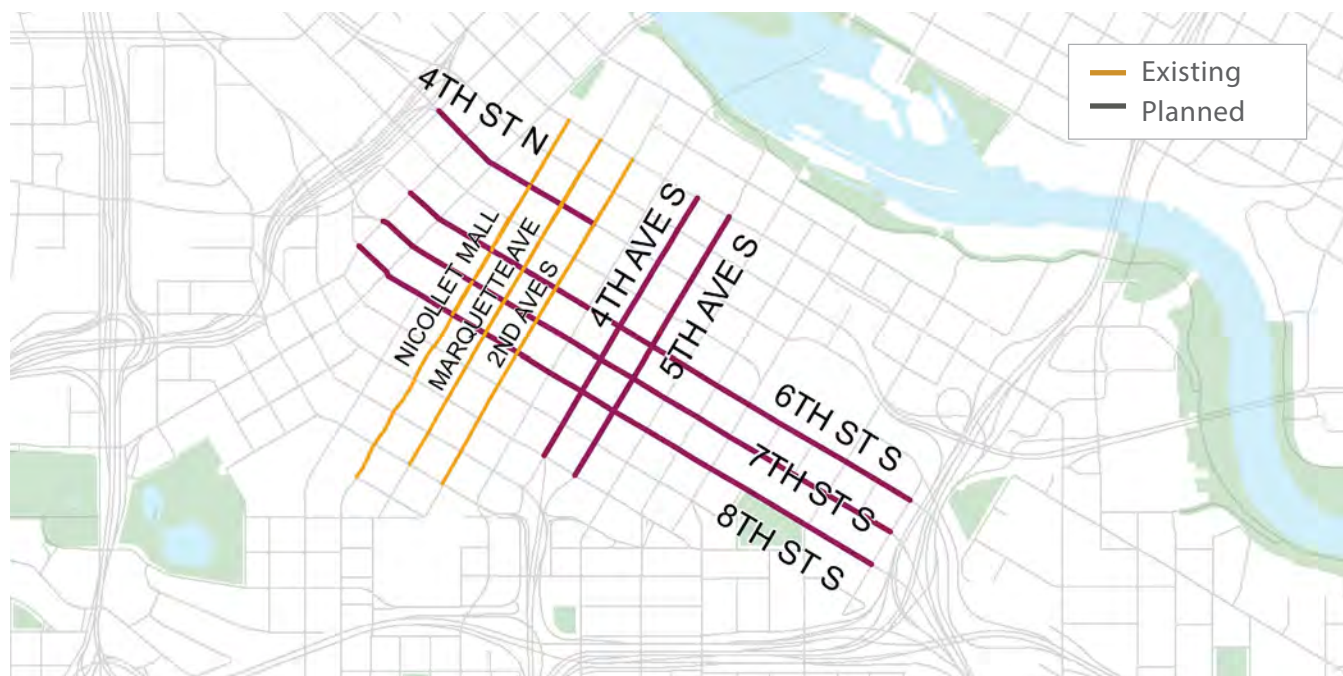 Existing
Planned
4TH ST N
NICOLLET MALL
MARQUETTE AVE
2ND AVE S
4TH AVE S
5TH AVE S
6TH ST S
7TH ST S
8TH ST S